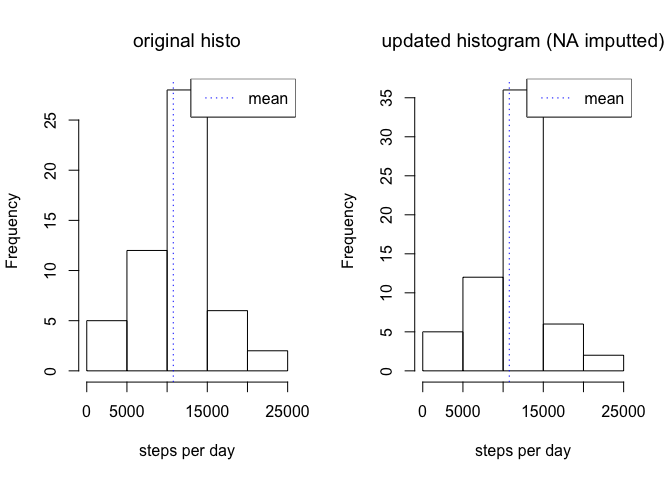 original histo
mean
Frequency
0
5
10
15
20
25
0
5000
15000
25000
steps per day
updated histogram (NA imputted)
mean
Frequency
0
5
10
15
20
25
30
35
0
5000
15000
25000
steps per day